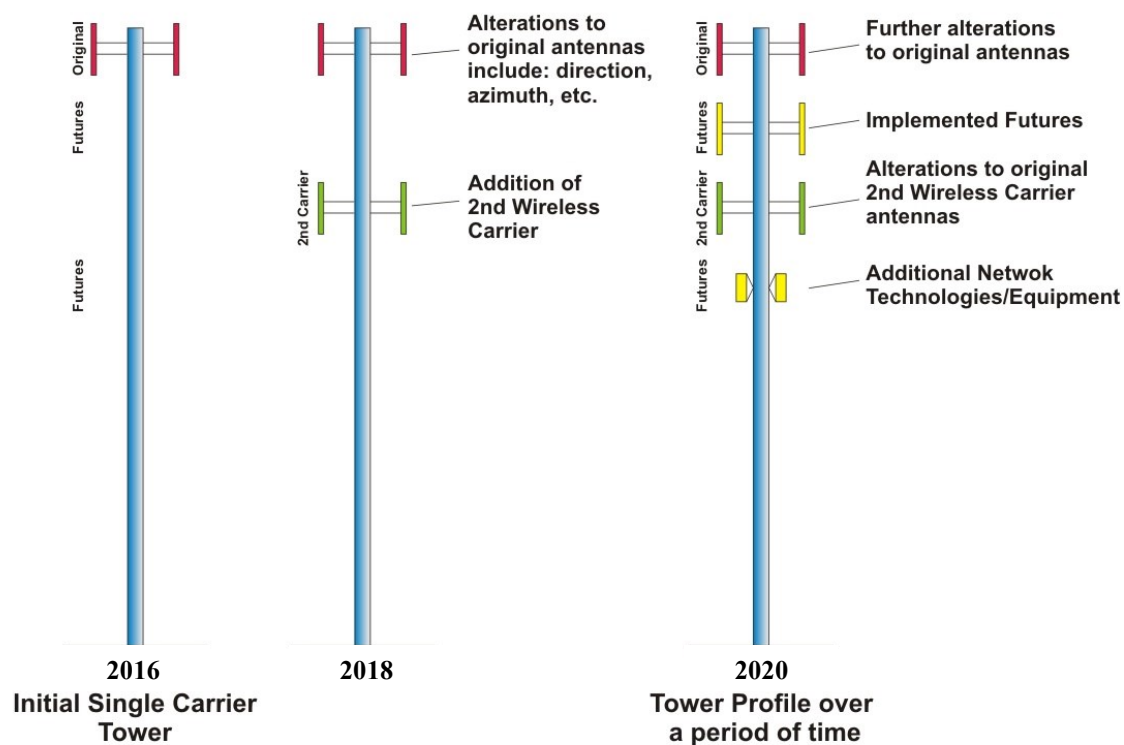 Original
Futures
Futures
2016
Initial Single Carrier
Tower
Alterations to
original antennas
include: direction,
azimuth, etc.
2nd Carrier
Addition of
2nd Wireless
Carrier
2018
Original
Further alterations
to original antennas
Futures
Implemented Futures
2nd Carrier
Alterations to original
2nd Wireless Carrier
antennas
Futures
Additional Netwok
Technologies/Equipment
2020
Tower Profile over
a period of time